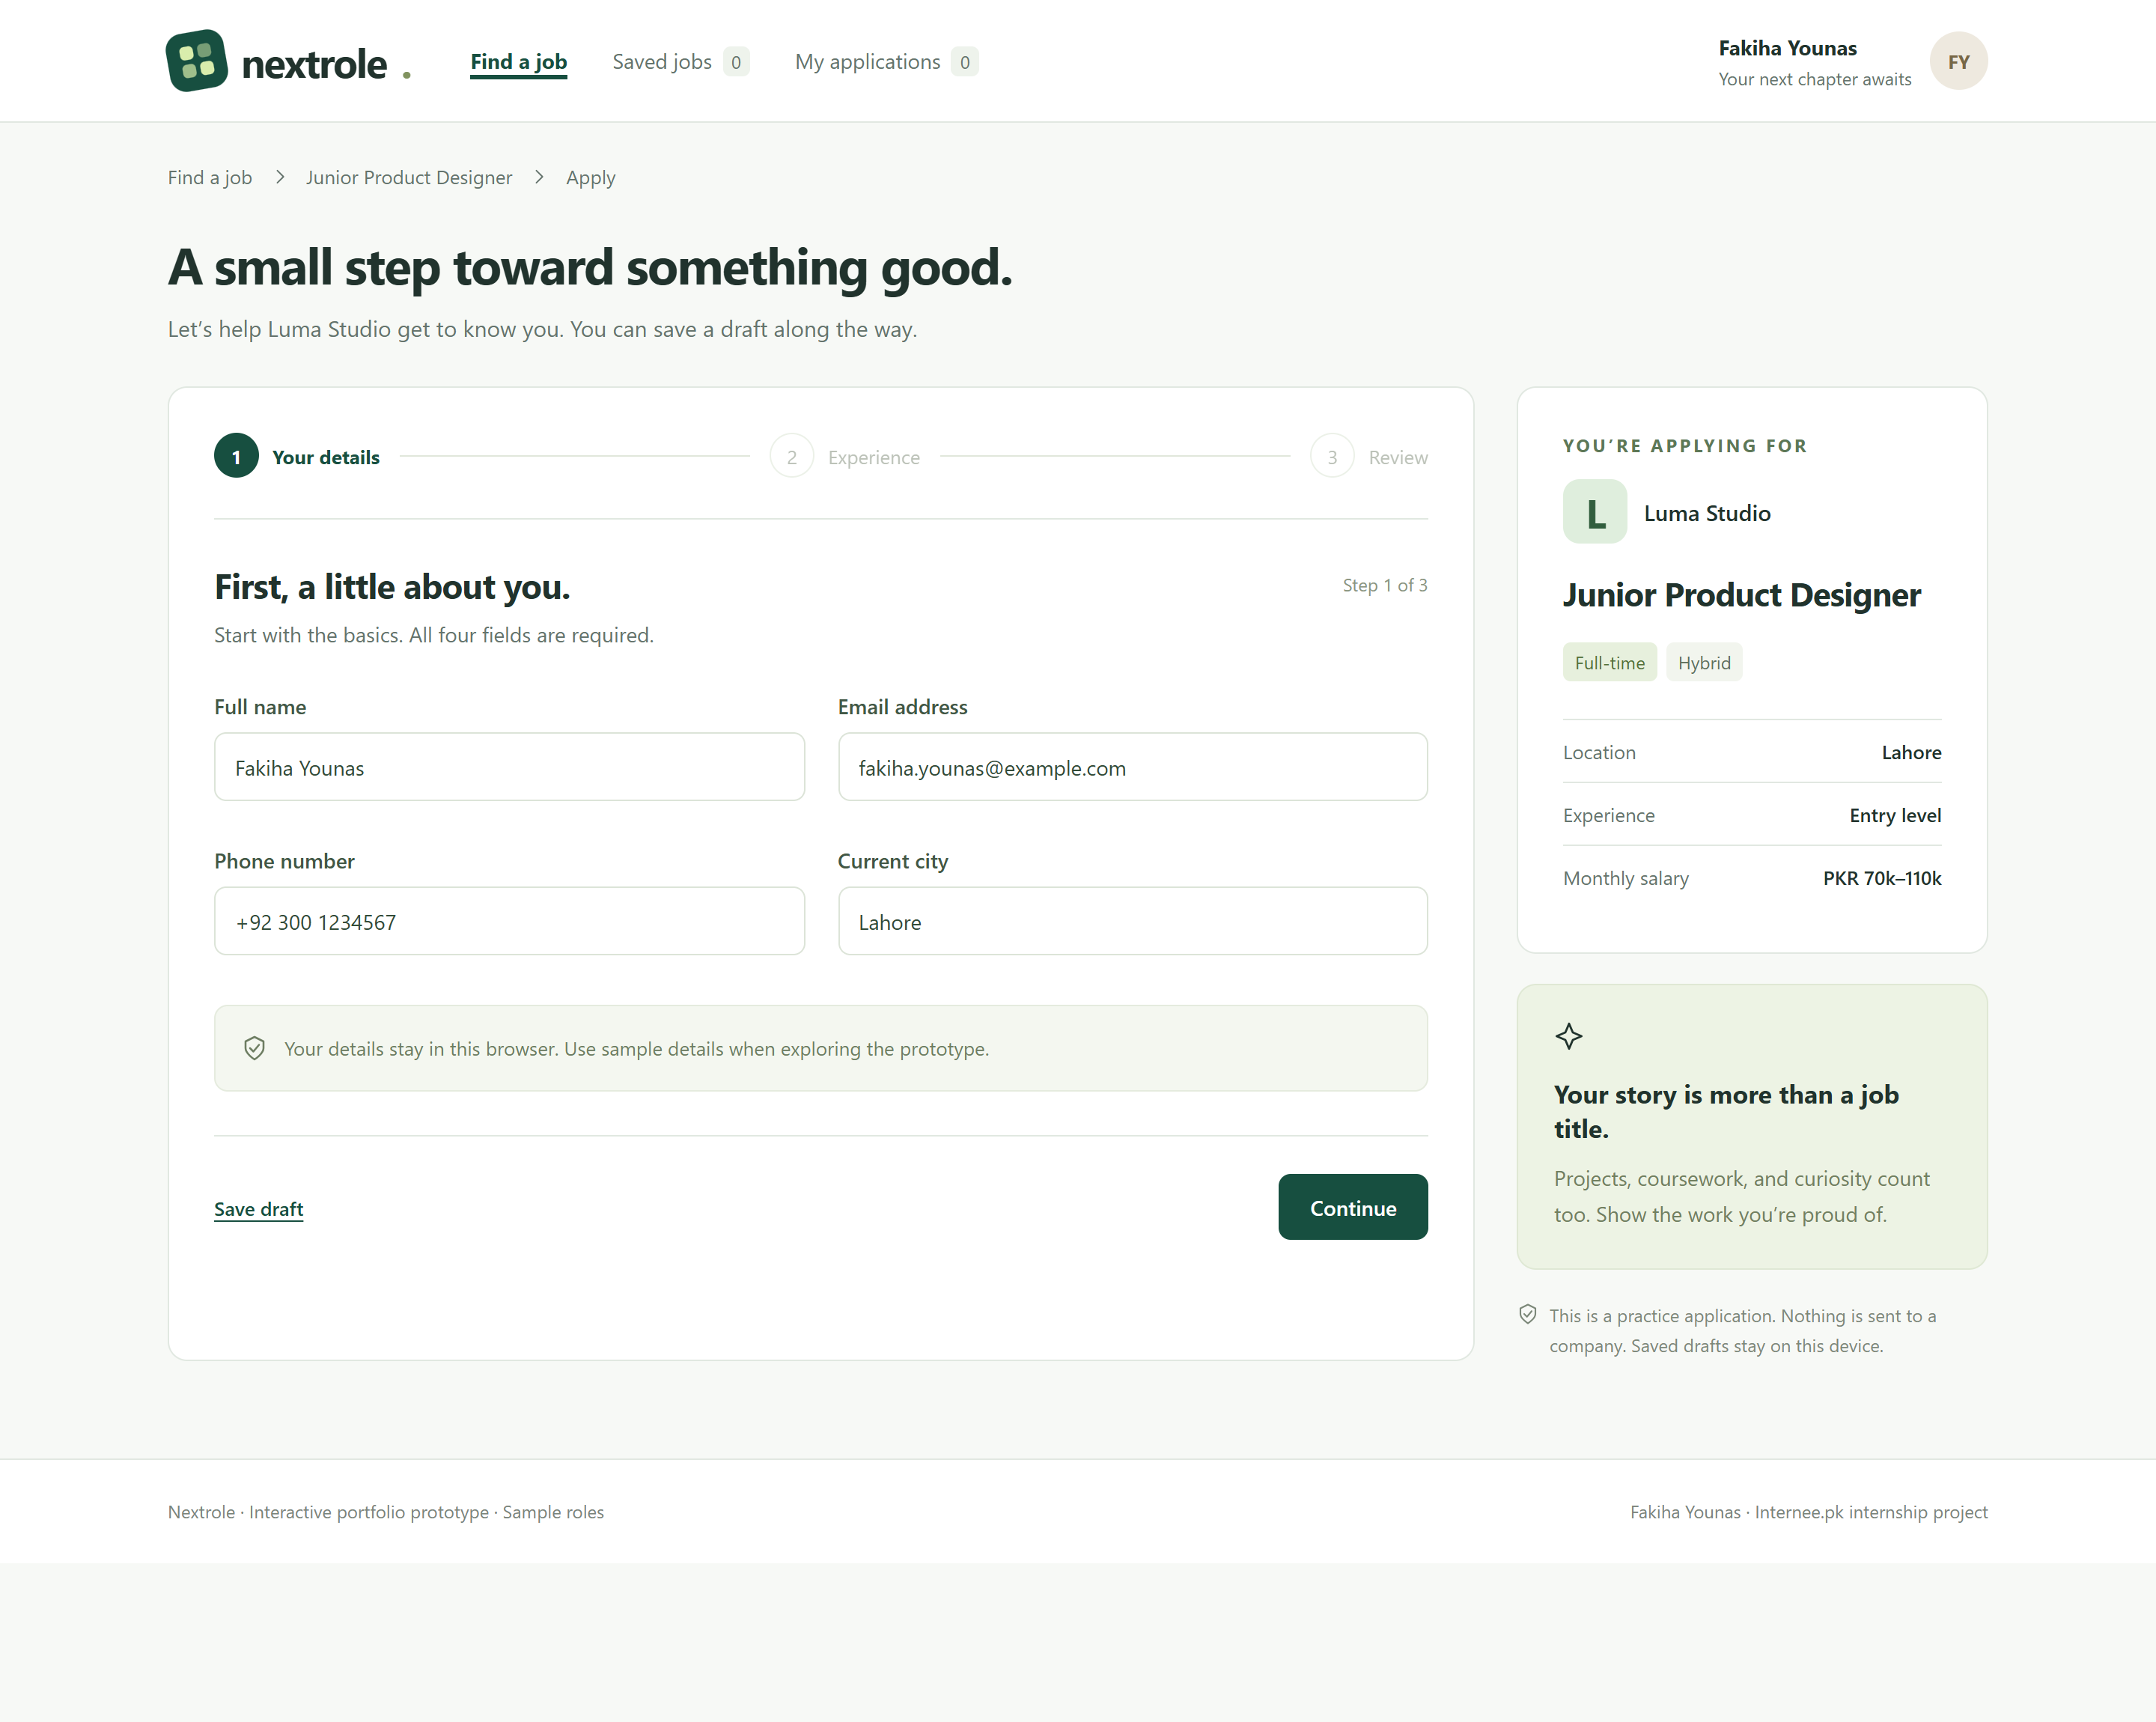 nextrole.
Find a job
Saved jobs 0
My applications 0
Fakiha Younas
Your next chapter awaits
FY
Find a job > Junior Product Designer > Apply
A small step toward something good.
Let’s help Luma Studio get to know you. You can save a draft along the way.
1 Your details
2 Experience
3 Review
First, a little about you.
Step 1 of 3
Start with the basics. All four fields are required.
Full name
Fakiha Younas
Email address
fakiha.younas@example.com
Phone number
+92 300 1234567
Current city
Lahore
Your details stay in this browser. Use sample details when exploring the prototype.
Save draft
Continue
YOU’RE APPLYING FOR
L
Luma Studio
Junior Product Designer
Full-time
Hybrid
Location Lahore
Experience Entry level
Monthly salary PKR 70k–110k
Your story is more than a job
title.
Projects, coursework, and curiosity count
too. Show the work you’re proud of.
This is a practice application. Nothing is sent to a
company. Saved drafts stay on this device.
Nextrole · Interactive portfolio prototype · Sample roles
Fakiha Younas · Internee.pk internship project